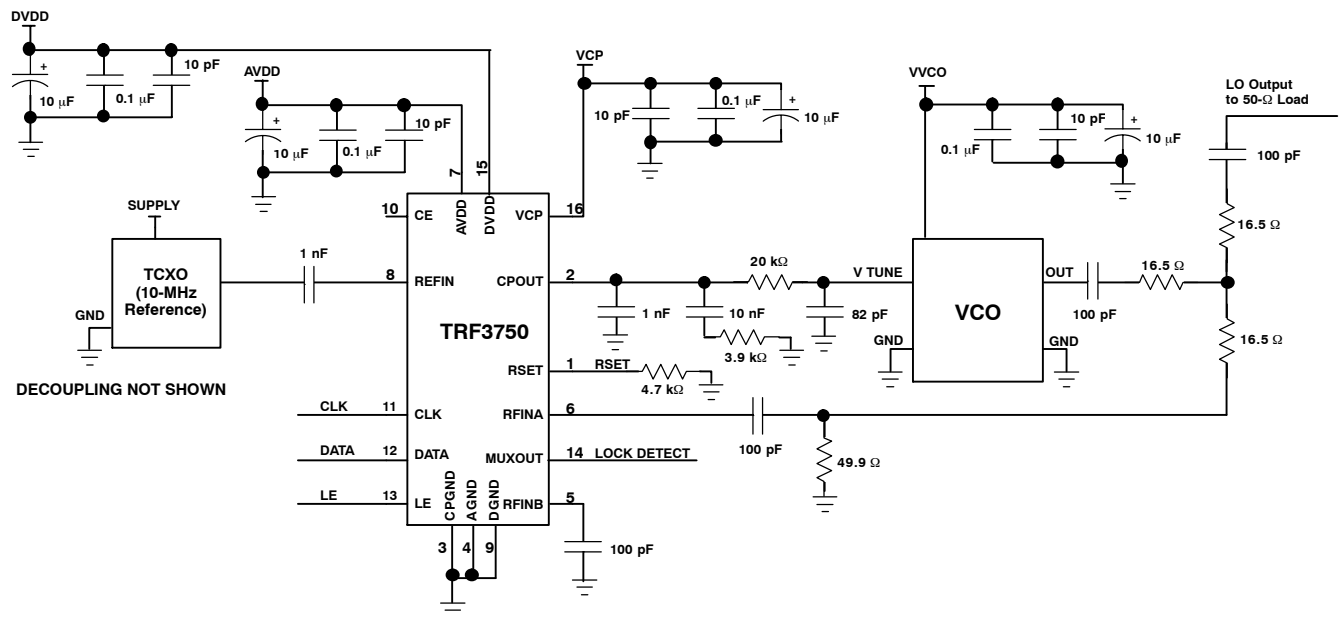 DVDD
+
10 μF
0.1 μF
10 pF
AVDD
+
10 μF
0.1 μF
10 pF
VCP
10 pF
0.1 μF
+
10 μF
VVCO
0.1 μF
10 pF
+
10 μF
LO Output
to 50-Ω Load
100 pF
16.5 Ω
SUPPLY
TCXO
(10-MHz
Reference)
GND
DECOUPLING NOT SHOWN
1 nF
7
15
10
CE
AVDD
DVDD
VCP
16
8
REFIN
CPOUT
2
TRF3750
RSET
1
RSET
4.7 kΩ
11
CLK
CLK
RFINA
6
12
DATA
DATA
MUXOUT
14
LOCK DETECT
13
LE
LE
CPGND
AGND
DGND
RFINB
5
3
4
9
100 pF
1 nF
10 nF
3.9 kΩ
20 kΩ
82 pF
V TUNE
VCO
GND
GND
OUT
100 pF
16.5 Ω
16.5 Ω
100 pF
49.9 Ω